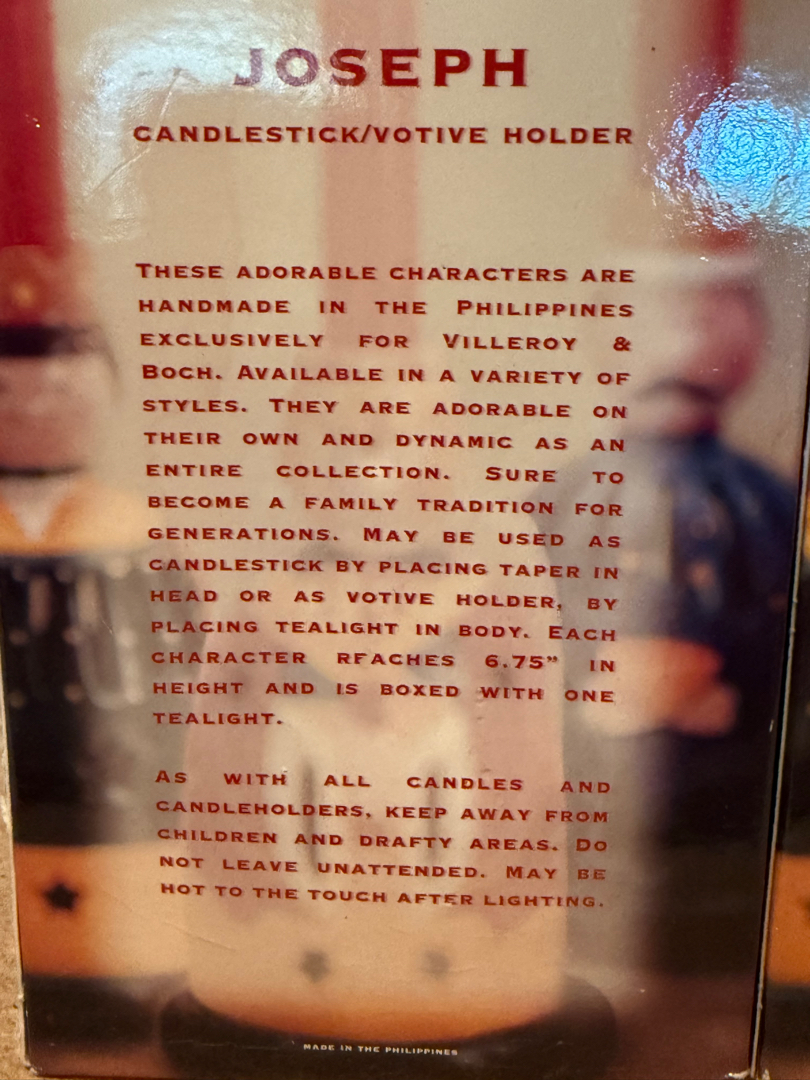 JOSEPH
CANDLESTICK/VOTIVE HOLDER
THESE ADORABLE CHARACTERS ARE
HANDMADE IN THE PHILIPPINES
EXCLUSIVELY FOR VILLEROY &
BOCH. AVAILABLE IN A VARIETY OF
STYLES. THEY ARE ADORABLE ON
THEIR OWN AND DYNAMIC AS AN
ENTIRE COLLECTION. SURE TO
BECOME A FAMILY TRADITION FOR
GENERATIONS. MAY BE USED AS
CANDLESTICK BY PLACING TAPER IN
HEAD OR AS VOTIVE HOLDER, BY
PLACING TEALIGHT IN BODY. EACH
CHARACTER REACHES 6.75" IN
HEIGHT AND IS BOXED WITH ONE
TEALIGHT.
AS WITH ALL CANDLES AND
CANDLEHOLDERS, KEEP AWAY FROM
CHILDREN AND DRAFTY AREAS. DO
NOT LEAVE UNATTENDED. MAY BE
HOT TO THE TOUCH AFTER LIGHTING.
MADE IN THE PHILIPPINES